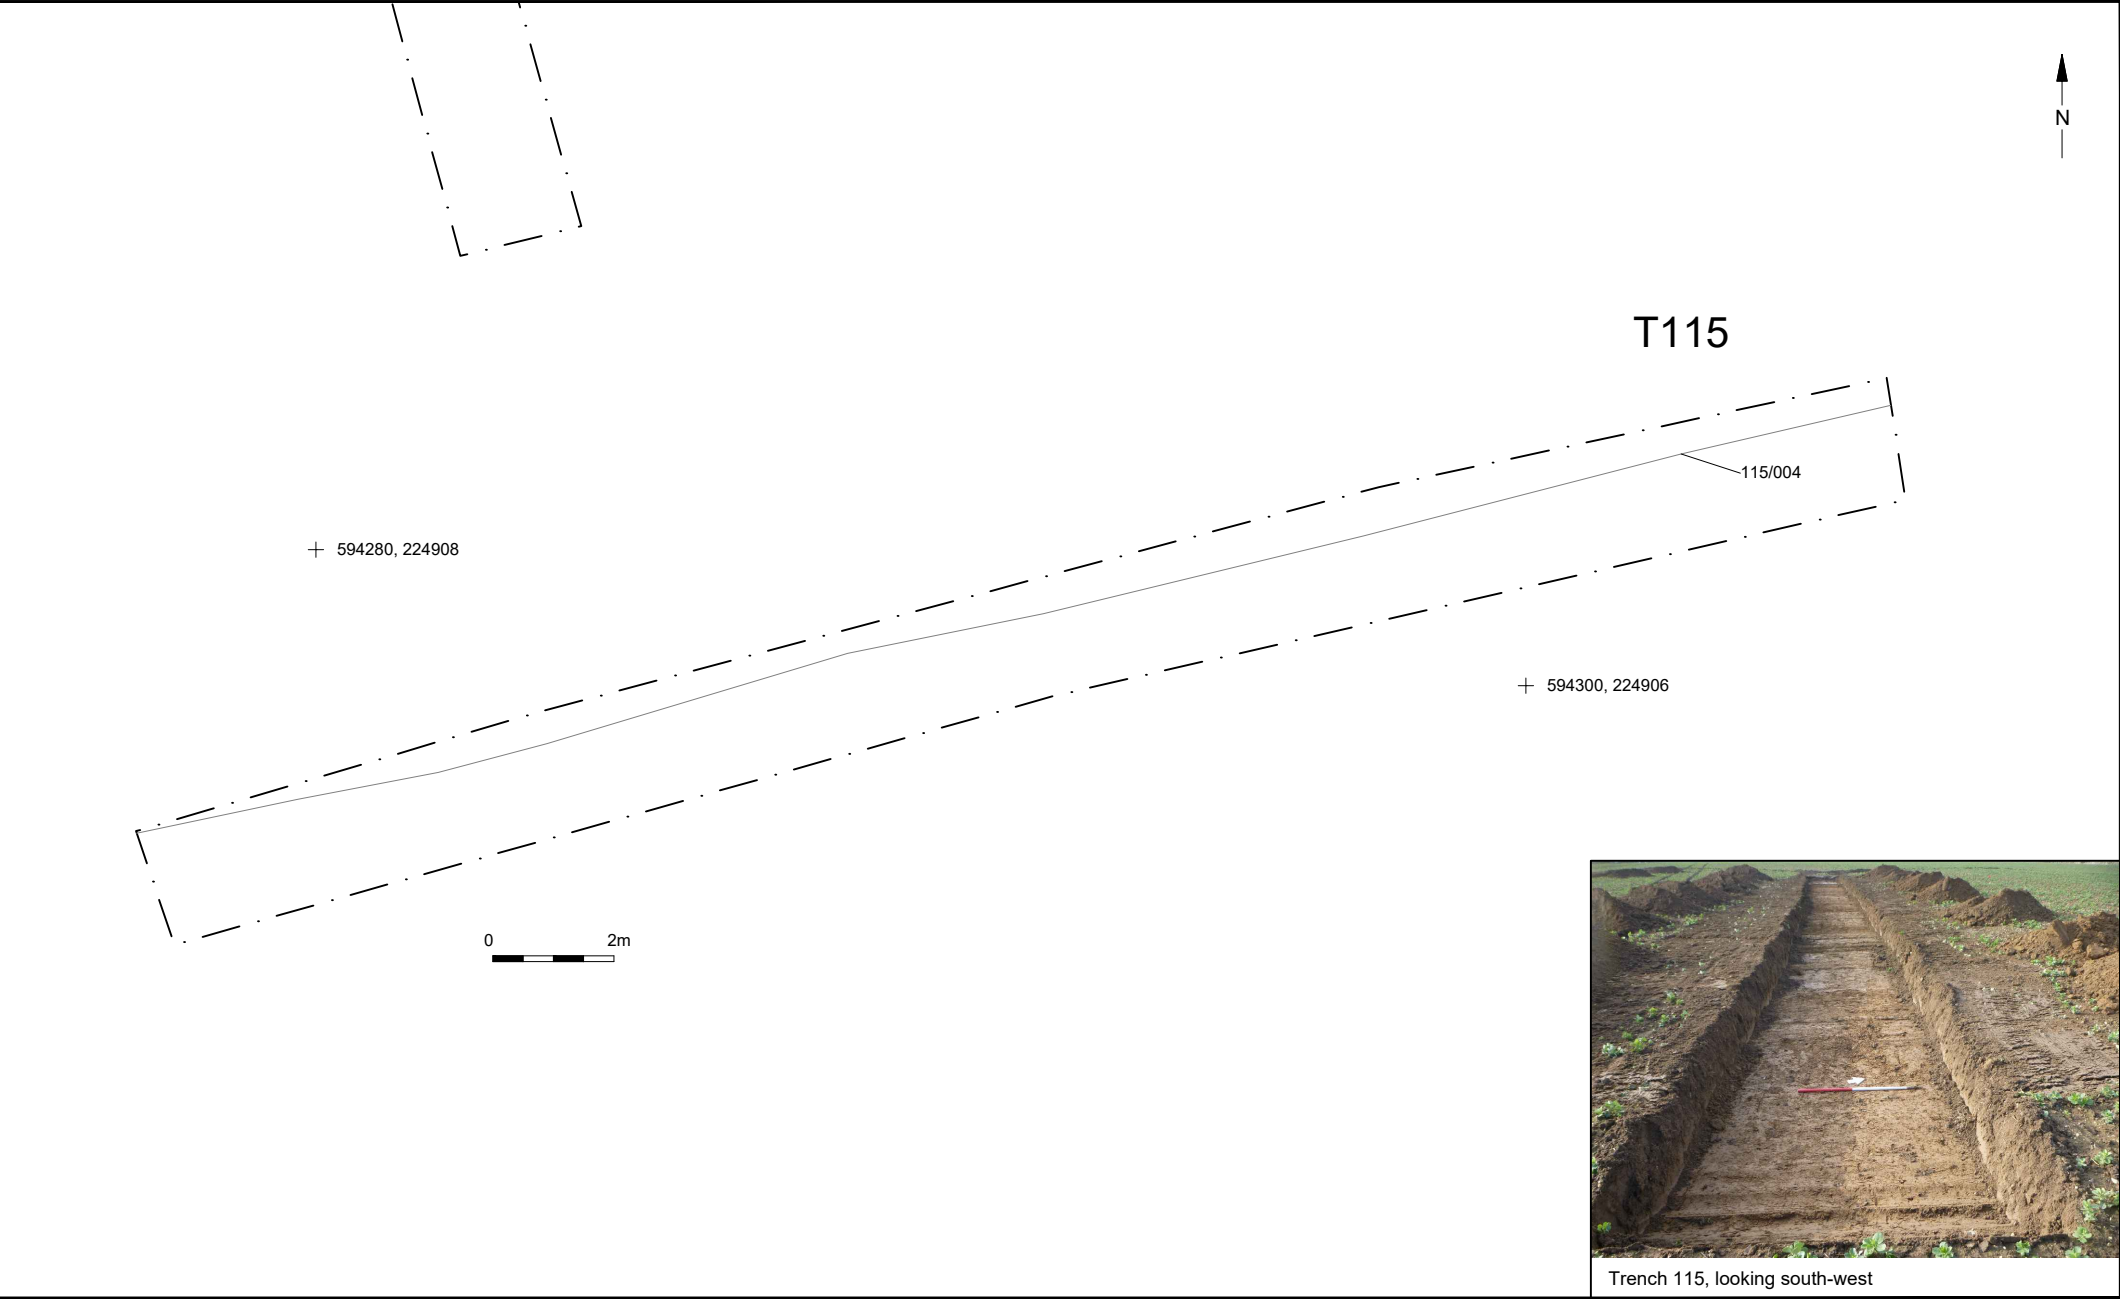 N
T115
115/004
594280, 224908
594300, 224906
0 2m
Trench 115, looking south-west